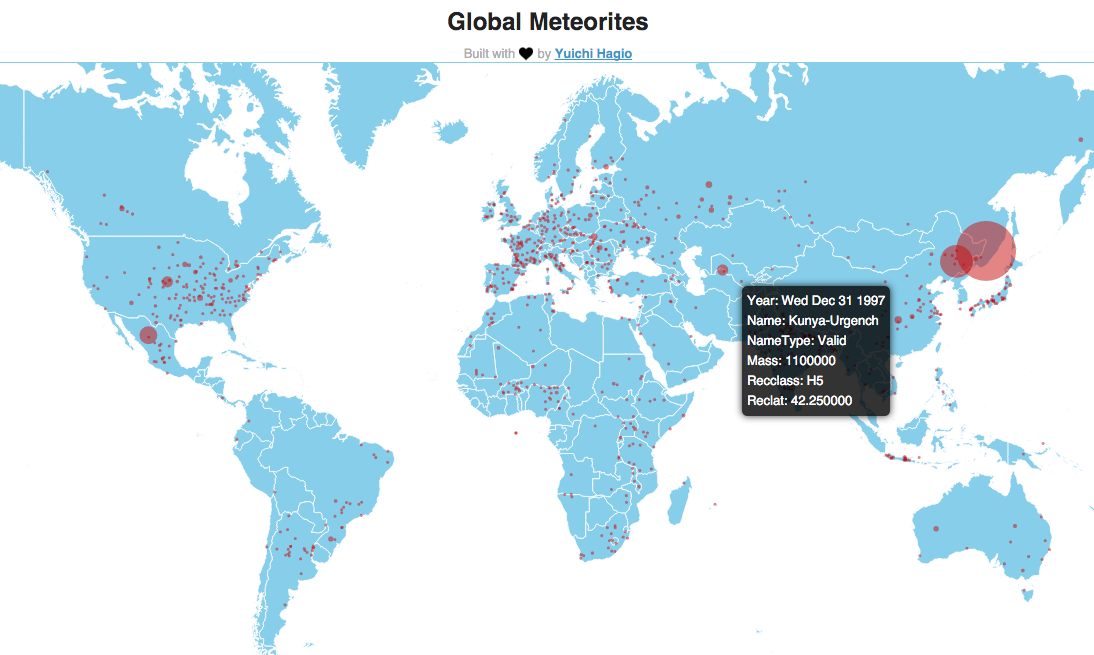 Global Meteorites
Built with ♥ by Yuichi Hagio
Year: Wed Dec 31 1997
Name: Kunya-Urgench
NameType: Valid
Mass: 1100000
Recclass: H5
Reclat: 42.250000